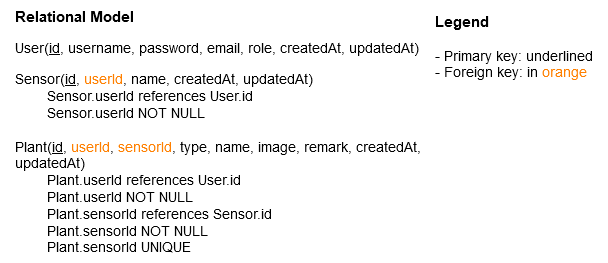 Relational Model
User(id, username, password, email, role, createdAt, updatedAt)
Sensor(id, userId, name, createdAt, updatedAt)
Sensor.userId references User.id
Sensor.userId NOT NULL
Plant(id, userId, sensorId, type, name, image, remark, createdAt,
updatedAt)
Plant.userId references User.id
Plant.userId NOT NULL
Plant.sensorId references Sensor.id
Plant.sensorId NOT NULL
Plant.sensorId UNIQUE
Legend
- Primary key: underlined
- Foreign key: in orange